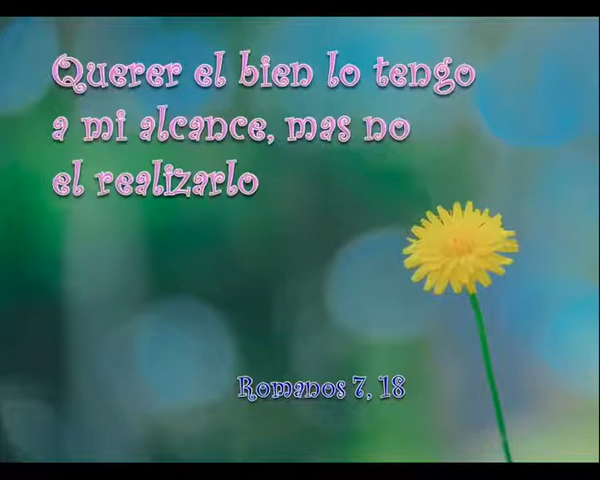 Querer el bien lo tengo
a mi alcance, mas no
el realizarlo
Romanos 7, 18